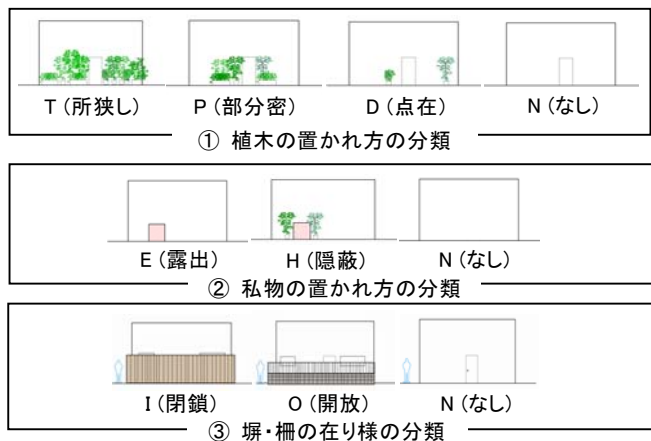 T (所狭し) P (部分密) D (点在) N (なし)
① 植木の置かれ方の分類
E (露出) H (隠蔽) N (なし)
② 私物の置かれ方の分類
I (閉鎖) O (開放) N (なし)
③ 塀・柵の在り様の分類